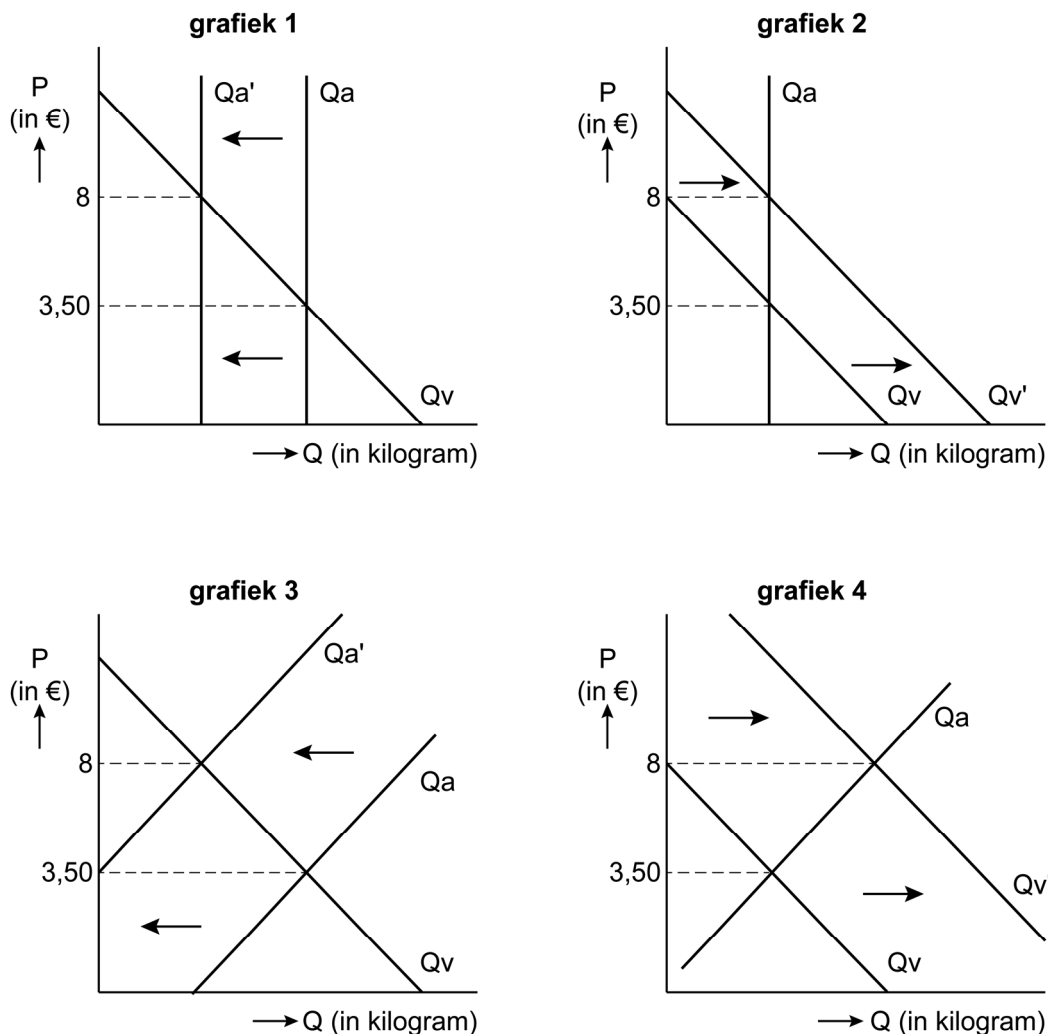 grafiek 1
P
(in €)
Qa'
Qa
8
3,50
Qv
Q (in kilogram)
grafiek 2
P
(in €)
Qa
8
3,50
Qv
Qv'
Q (in kilogram)
grafiek 3
P
(in €)
Qa'
8
Qa
3,50
Qv
Q (in kilogram)
grafiek 4
P
(in €)
Qa
8
3,50
Qv'
Qv
Q (in kilogram)